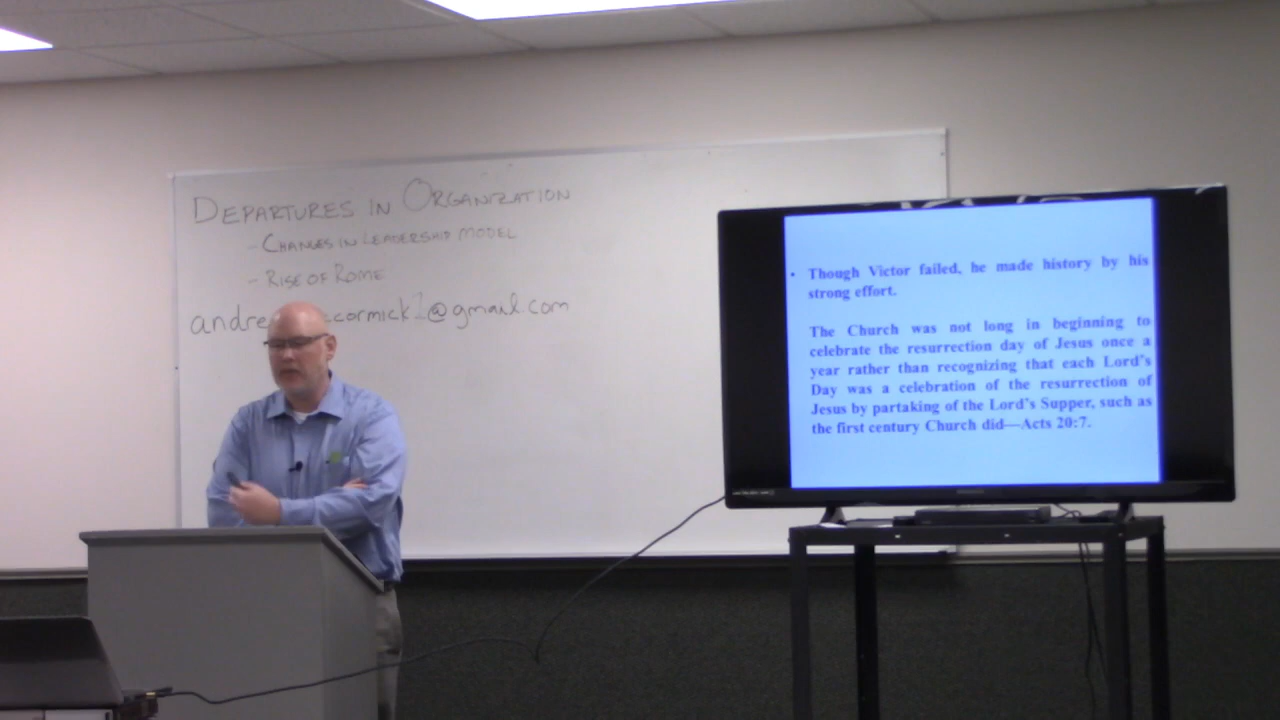 DEPARTURES IN ORGANIZATION
- CHANGES IN LEADERSHIP MODEL
- RISE OF ROME
andre cormick2@gmail.com
• Though Victor failed, he made history by his
strong effort.
The Church was not long in beginning to
celebrate the resurrection day of Jesus once a
year rather than recognizing that each Lord's
Day was a celebration of the resurrection of
Jesus by partaking of the Lord's Supper, such as
the first century Church did—Acts 20:7.